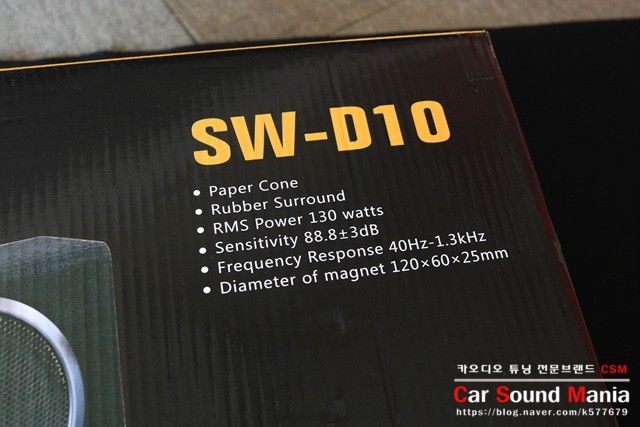 SW-D10
• Paper Cone
• Rubber Surround
• RMS Power 130 watts
• Sensitivity 88.8±3dB
• Frequency Response 40Hz-1.3kHz
• Diameter of magnet 120×60×25mm
카오디오 튜닝 전문브랜드 CSM
Car Sound Mania
https://blog.naver.com/k577679